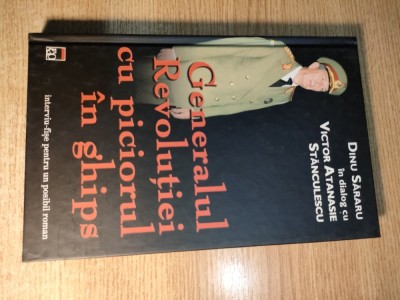 DINU SĂRARU
în dialog cu
VICTOR ATANASIE
STĂNCULESCU
Generalul
Revoluției
cu piciorul
în ghips
interviu-fișe pentru un posibil roman